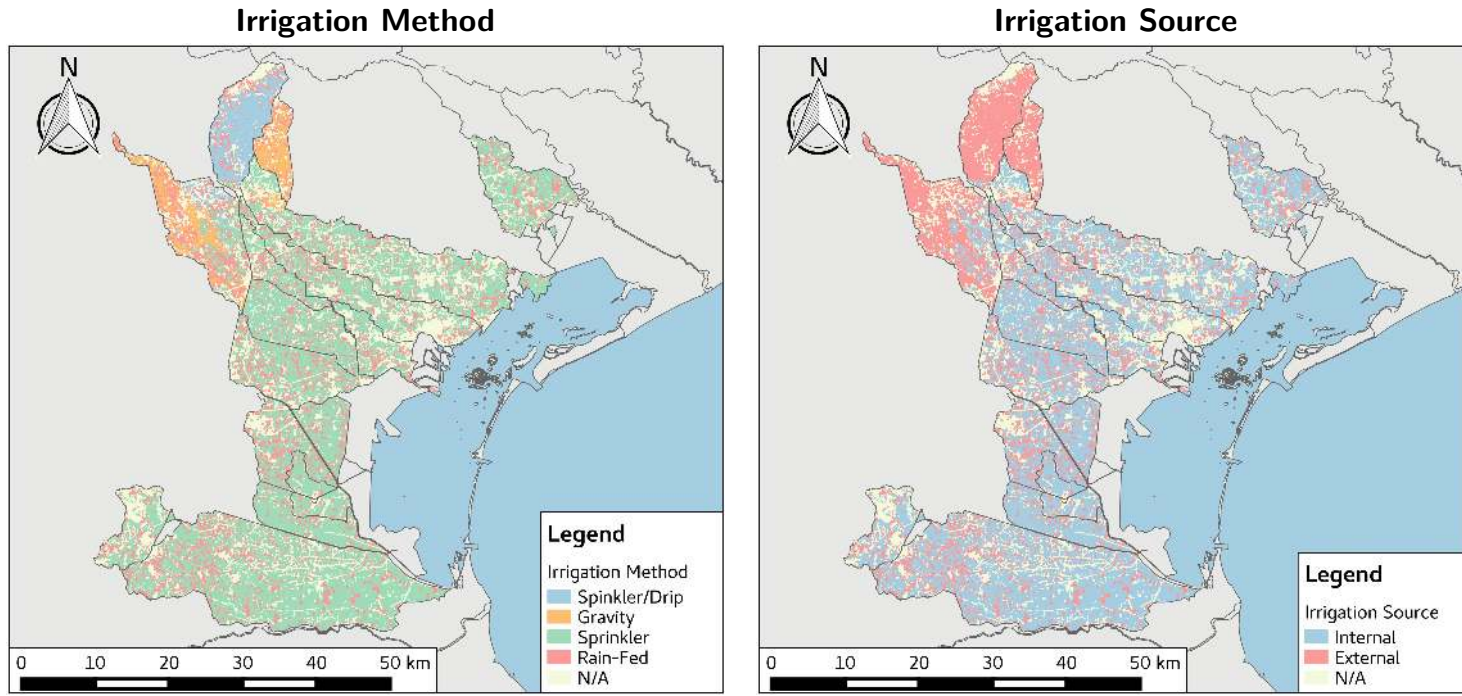 Irrigation Method
N
Legend
Irrigation Method
Spinkler/Drip
Gravity
Sprinkler
Rain-Fed
N/A
0 10 20 30 40 50 km
Irrigation Source
N
Legend
Irrigation Source
Internal
External
N/A
0 10 20 30 40 50 km